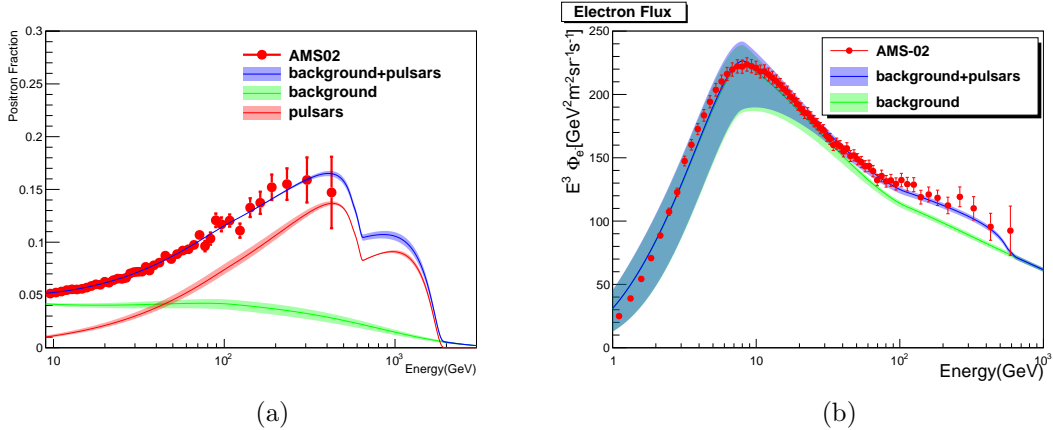 Positron Fraction
0.3
0.25
0.2
0.15
0.1
0.05
0
10
10²
10³
Energy(GeV)
AMS02
background+pulsars
background
pulsars
(a)
Electron Flux
E³ Φₑ-[GeV²m⁻²sr⁻¹s⁻¹]
250
200
150
100
50
0
1
10
10²
10³
Energy(GeV)
AMS-02
background+pulsars
background
(b)